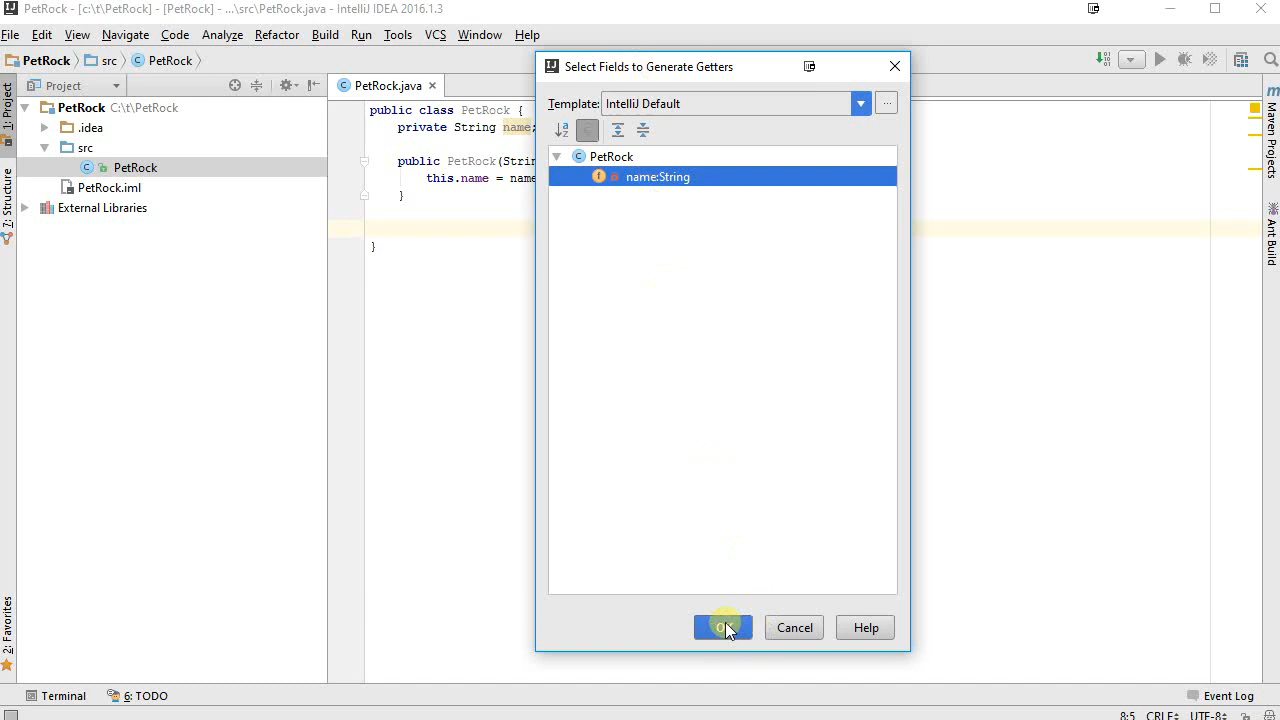 PetRock - [c:\t\PetRock] - [PetRock] - ...\src\PetRock.java - IntelliJ IDEA 2016.1.3
File Edit View Navigate Code Analyze Refactor Build Run Tools VCS Window Help
PetRock src PetRock
Project
PetRock.java
1: Project
7: Structure
2: Favorites
PetRock C:\t\PetRock
.idea
src
PetRock
PetRock.iml
External Libraries
public class PetRock {
private String name;
public PetRock(Strin
this.name = name
}
}
Select Fields to Generate Getters
Template: IntelliJ Default
PetRock
name:String
OK Cancel Help
Maven Projects
Ant Build
Terminal 6: TODO Event Log
8:5 CRLF UTF-8